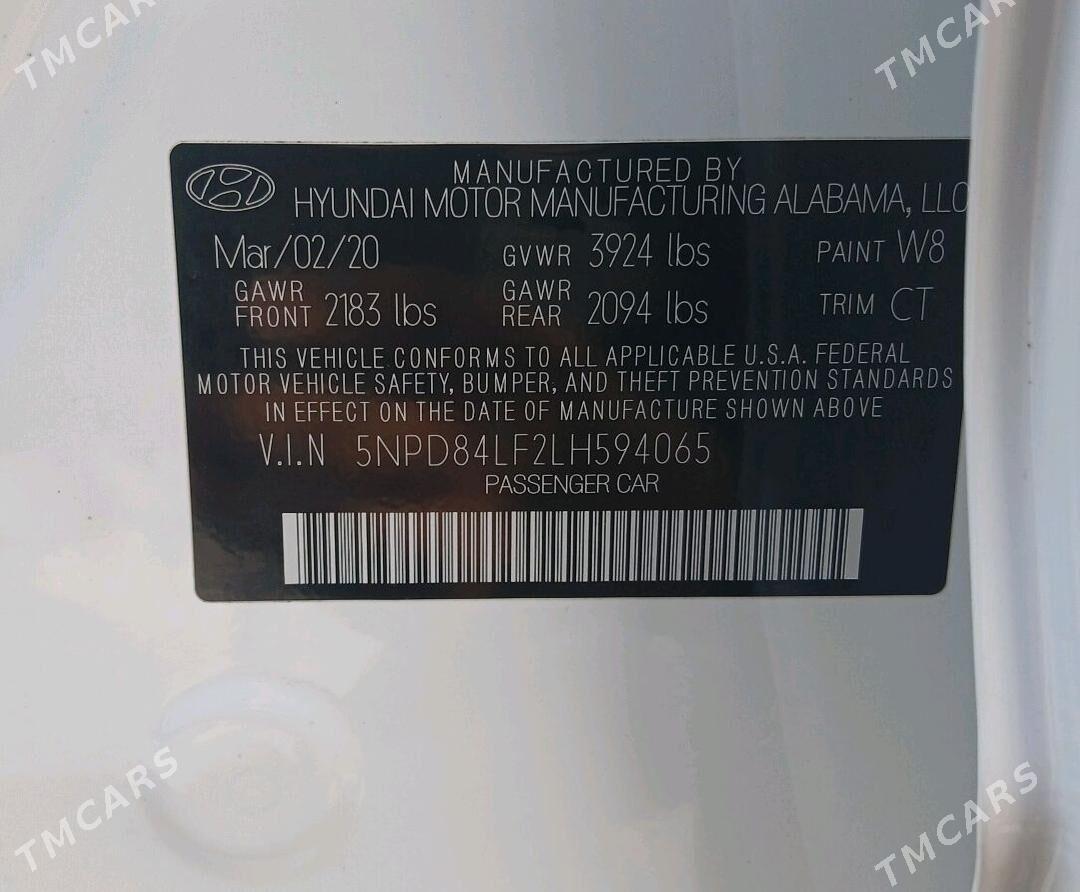 TMCARS
TMCARS
MANUFACTURED BY
HYUNDAI MOTOR MANUFACTURING ALABAMA, LLC
Mar/02/20 GVWR 3924 lbs PAINT W8
GAWR FRONT 2183 lbs GAWR REAR 2094 lbs TRIM CT
THIS VEHICLE CONFORMS TO ALL APPLICABLE U.S.A. FEDERAL
MOTOR VEHICLE SAFETY, BUMPER, AND THEFT PREVENTION STANDARDS
IN EFFECT ON THE DATE OF MANUFACTURE SHOWN ABOVE
V.I.N 5NPD84LF2LH594065
PASSENGER CAR
TMCARS
TMCARS